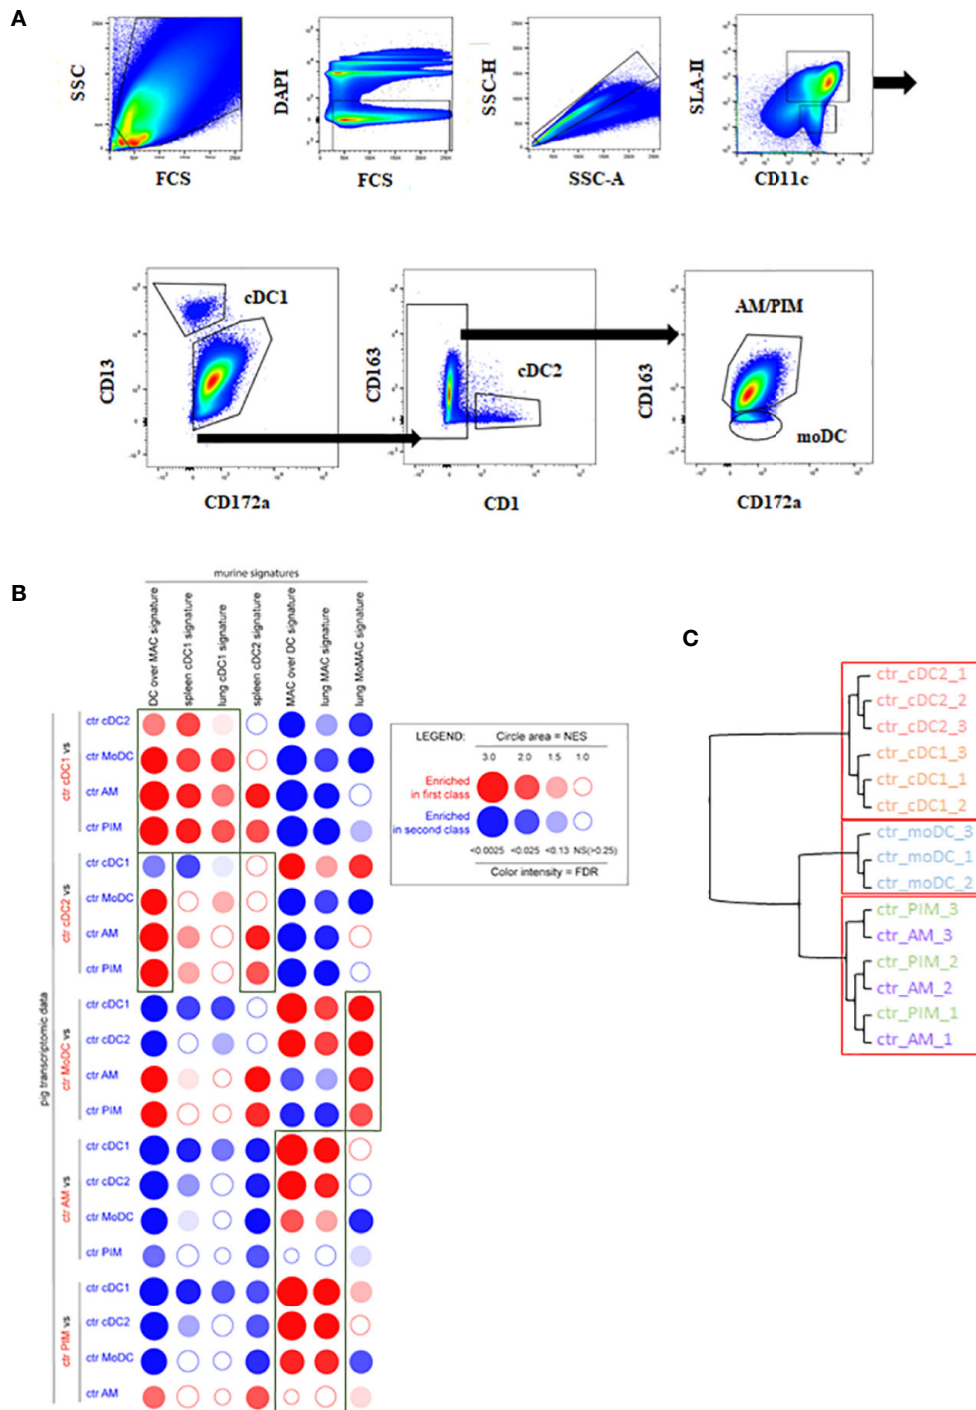 A
SSC
FCS
DAPI
FCS
SSC-H
SSC-A
SLA-II
CD11c
cDC1
CD13
CD172a
cDC2
CD163
CD1
AM/PIM
CD163
moDC
CD172a
B
murine signatures
DC over MAC signature
spleen cDC1 signature
lung cDC1 signature
spleen cDC2 signature
MAC over DC signature
lung MAC signature
lung MoMAC signature
pig transcriptomic data
ctr cDC1 vs
ctr cDC2
ctr MoDC
ctr AM
ctr PIM
ctr cDC2 vs
ctr cDC1
ctr MoDC
ctr AM
ctr PIM
ctr MoDC vs
ctr cDC1
ctr cDC2
ctr AM
ctr PIM
ctr AM vs
ctr cDC1
ctr cDC2
ctr MoDC
ctr PIM
ctr PIM vs
ctr cDC1
ctr cDC2
ctr MoDC
ctr AM
LEGEND: Circle area = NES
3.0 2.0 1.5 1.0
Enriched
in first class
Enriched
in second class
<0.0025 <0.025 <0.13 NS(>0.25)
Color intensity = FDR
C
ctr_cDC2_1
ctr_cDC2_2
ctr_cDC2_3
ctr_cDC1_3
ctr_cDC1_1
ctr_cDC1_2
ctr_moDC_3
ctr_moDC_1
ctr_moDC_2
ctr_PIM_3
ctr_AM_3
ctr_PIM_2
ctr_AM_2
ctr_PIM_1
ctr_AM_1